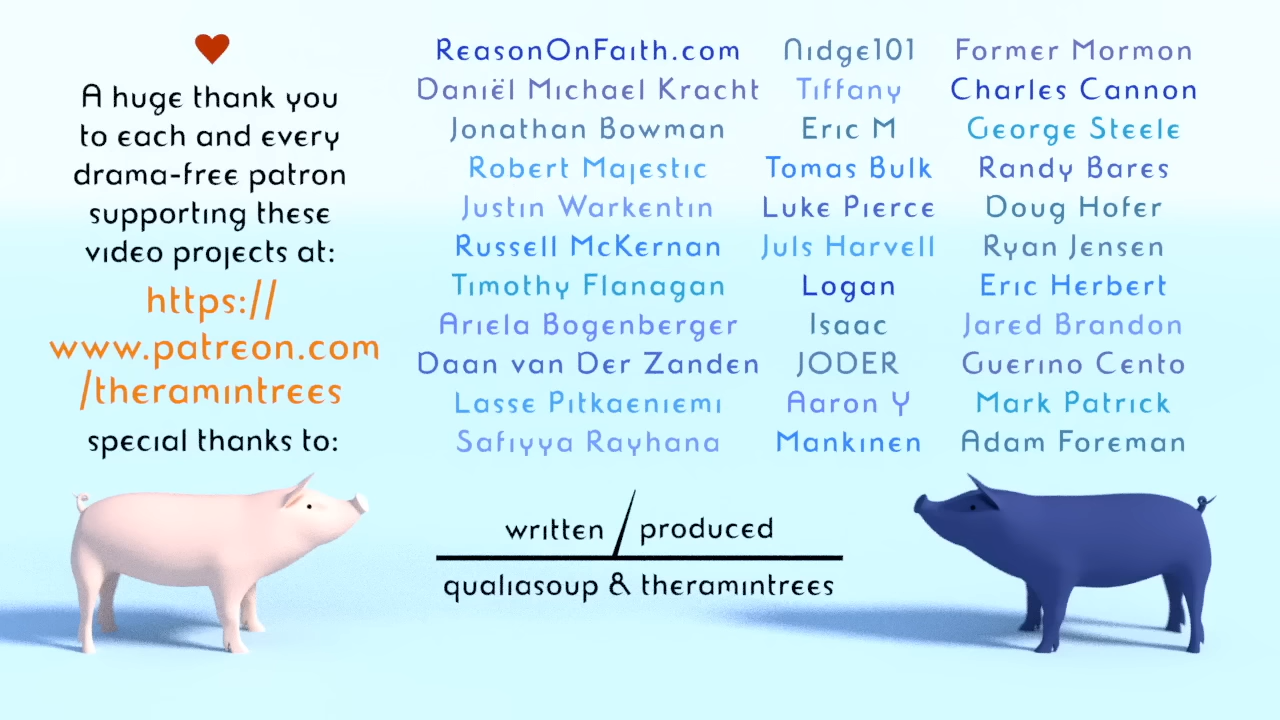 A huge thank you
to each and every
drama-free patron
supporting these
video projects at:
https://
www.patreon.com
/theramintrees
special thanks to:
ReasonOnFaith.com
Daniël Michael Kracht
Jonathan Bowman
Robert Majestic
Justin Warkentin
Russell McKernan
Timothy Flanagan
Ariela Bogenberger
Daan van Der Zanden
Lasse Pitkaeniemi
Safiyya Rayhana
Nidge101
Tiffany
Eric M
Tomas Bulk
Luke Pierce
Juls Harvell
Logan
Isaac
JODER
Aaron Y
Mankinen
Former Mormon
Charles Cannon
George Steele
Randy Bares
Doug Hofer
Ryan Jensen
Eric Herbert
Jared Brandon
Guerino Cento
Mark Patrick
Adam Foreman
written / produced
qualiasoup & theramintrees